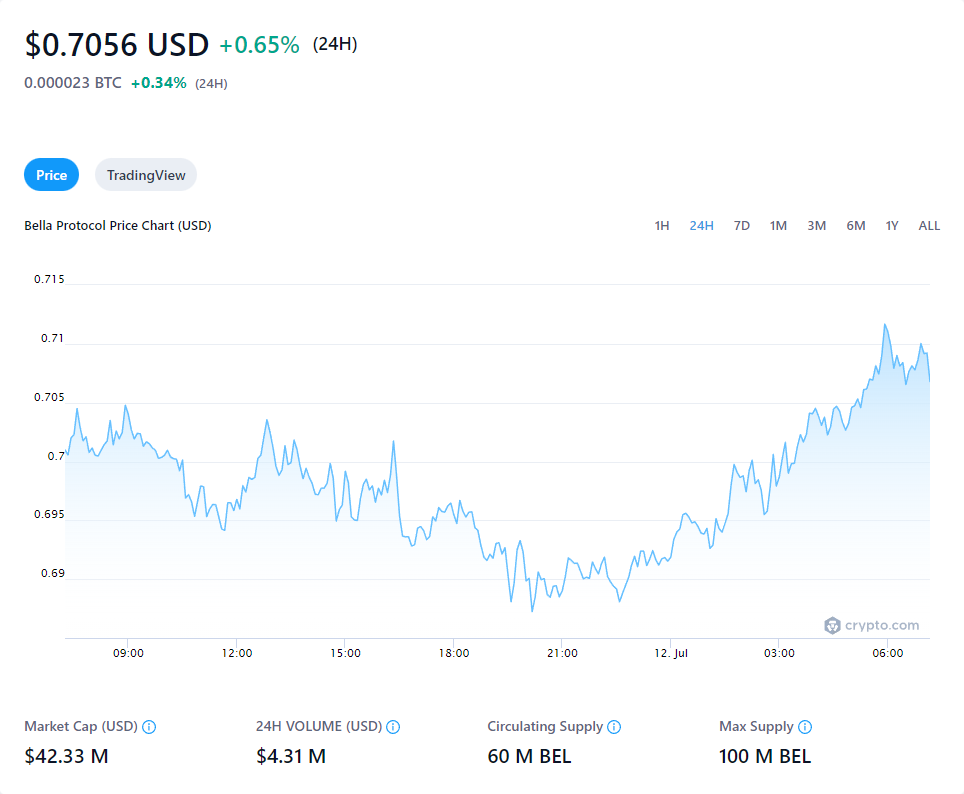 $0.7056 USD +0.65% (24H)
0.000023 BTC +0.34% (24H)
Price TradingView
Bella Protocol Price Chart (USD) 1H 24H 7D 1M 3M 6M 1Y ALL
0.715
0.71
0.705
0.7
0.695
0.69
crypto.com
09:00 12:00 15:00 18:00 21:00 12. Jul 03:00 06:00
Market Cap (USD) 24H VOLUME (USD) Circulating Supply Max Supply
$42.33 M $4.31 M 60 M BEL 100 M BEL